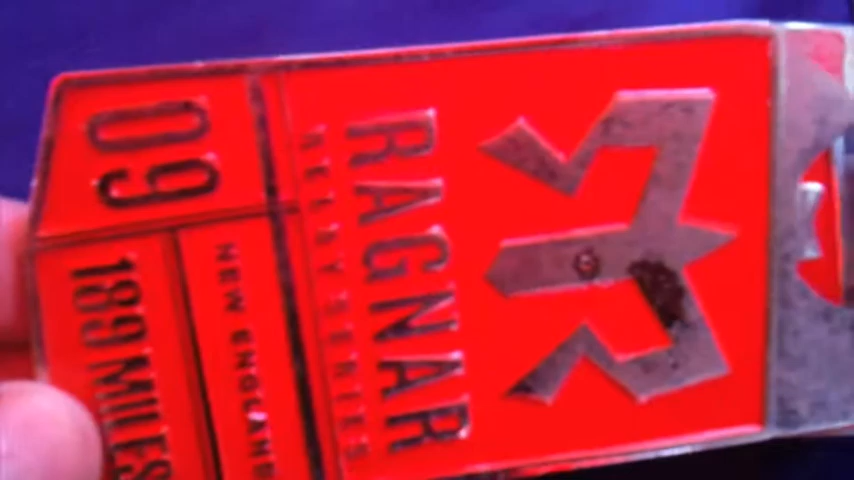 RAGNAR
RELAY SERIES
09
NEW ENGLAND
189 MILES